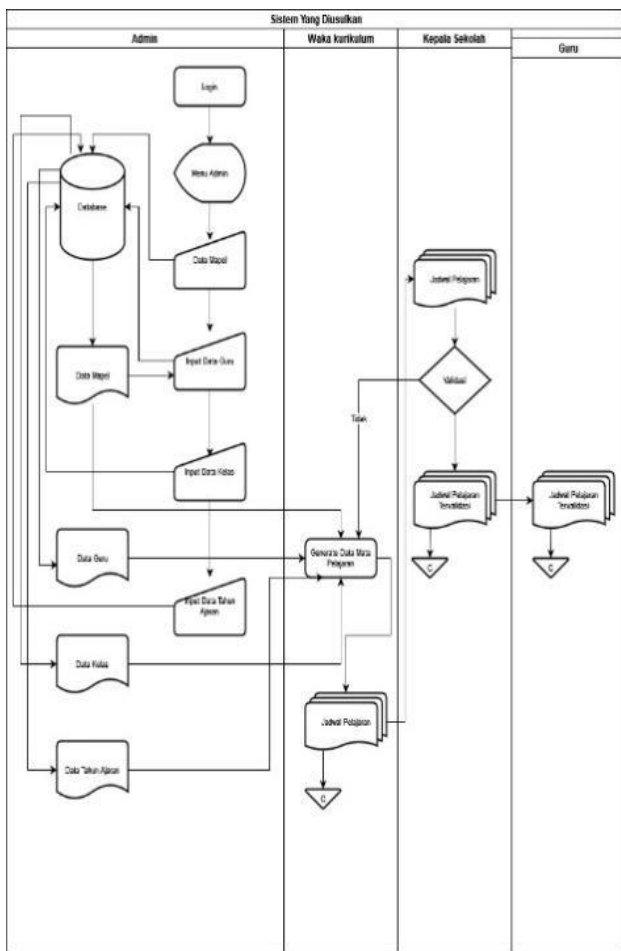 Sistem Yang Diusulkan
Admin
Waka kurikulum
Kepala Sekolah
Guru
Login
Menu Admin
Database
Data Mapel
Input Data Guru
Data Mapel
Input Data Kelas
Data Guru
Input Data Tahun
Ajaran
Data Kelas
Data Tahun Ajaran
Generate Data Mata
Pelajaran
Jadwal Pelajaran
C
Jadwal Pelajaran
Validasi
Tidak
Jadwal Pelajaran
Tervalidasi
C
Jadwal Pelajaran
Tervalidasi
C